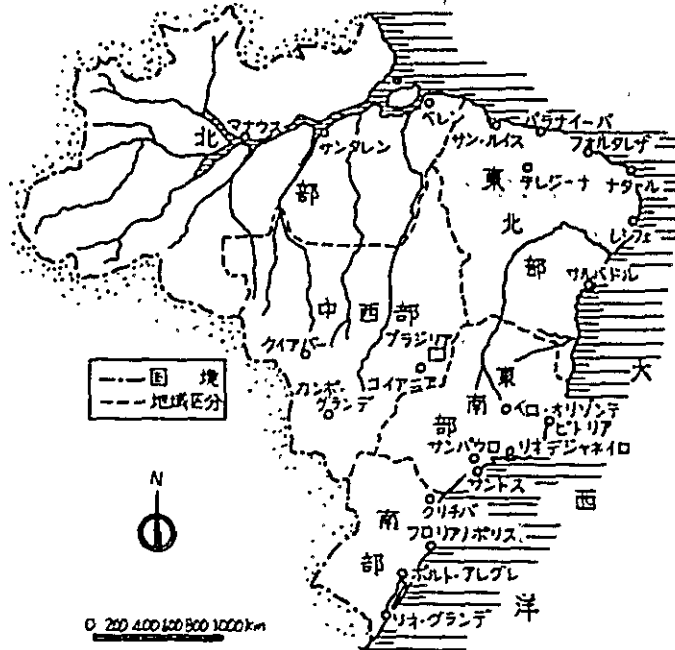 マナウス
北
サンタレン
ベレン
サン・ルイス
パラナイーバ
フォルタレザ
東
テレジーナ
ナタール
部
北
レシフェ
部
サルバドル
中西部
クイアバー
ブラジリア
大
国境
地域区分
カンポ・グランデ
ゴイアニア
東
南
部
ベロ・オリゾンテ
ビトリア
サンパウロ
リオデジャネイロ
サントス
西
N
クリチバ
南
フロリアノポリス
部
ポルト・アレグレ
洋
リオ・グランデ
0 200 400 600 800 1000km